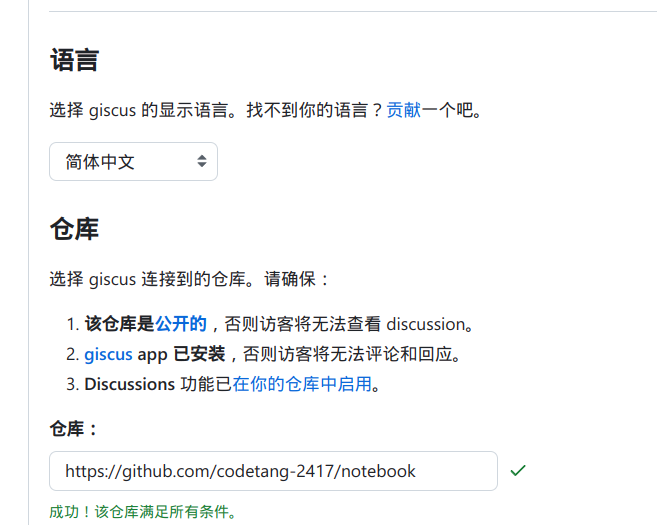 语言
选择 giscus 的显示语言。找不到你的语言？贡献一个吧。
简体中文
仓库
选择 giscus 连接到的仓库。请确保：
1. 该仓库是公开的，否则访客将无法查看 discussion。
2. giscus app 已安装，否则访客将无法评论和回应。
3. Discussions 功能已在你的仓库中启用。
仓库：
https://github.com/codetang-2417/notebook
成功！该仓库满足所有条件。